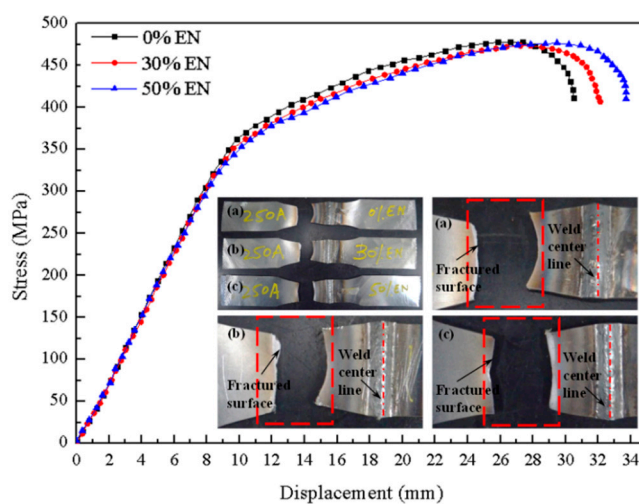 500
450
400
350
300
250
200
150
100
50
0
Stress (MPa)
0% EN
30% EN
50% EN
(a)
250A
0%EN
(b)
250A
30%EN
(c)
250A
50%EN
(a)
Fractured
surface
Weld
center
line
(b)
Fractured
surface
Weld
center
line
(c)
Fractured
surface
Weld
center
line
0 2 4 6 8 10 12 14 16 18 20 22 24 26 28 30 32 34
Displacement (mm)